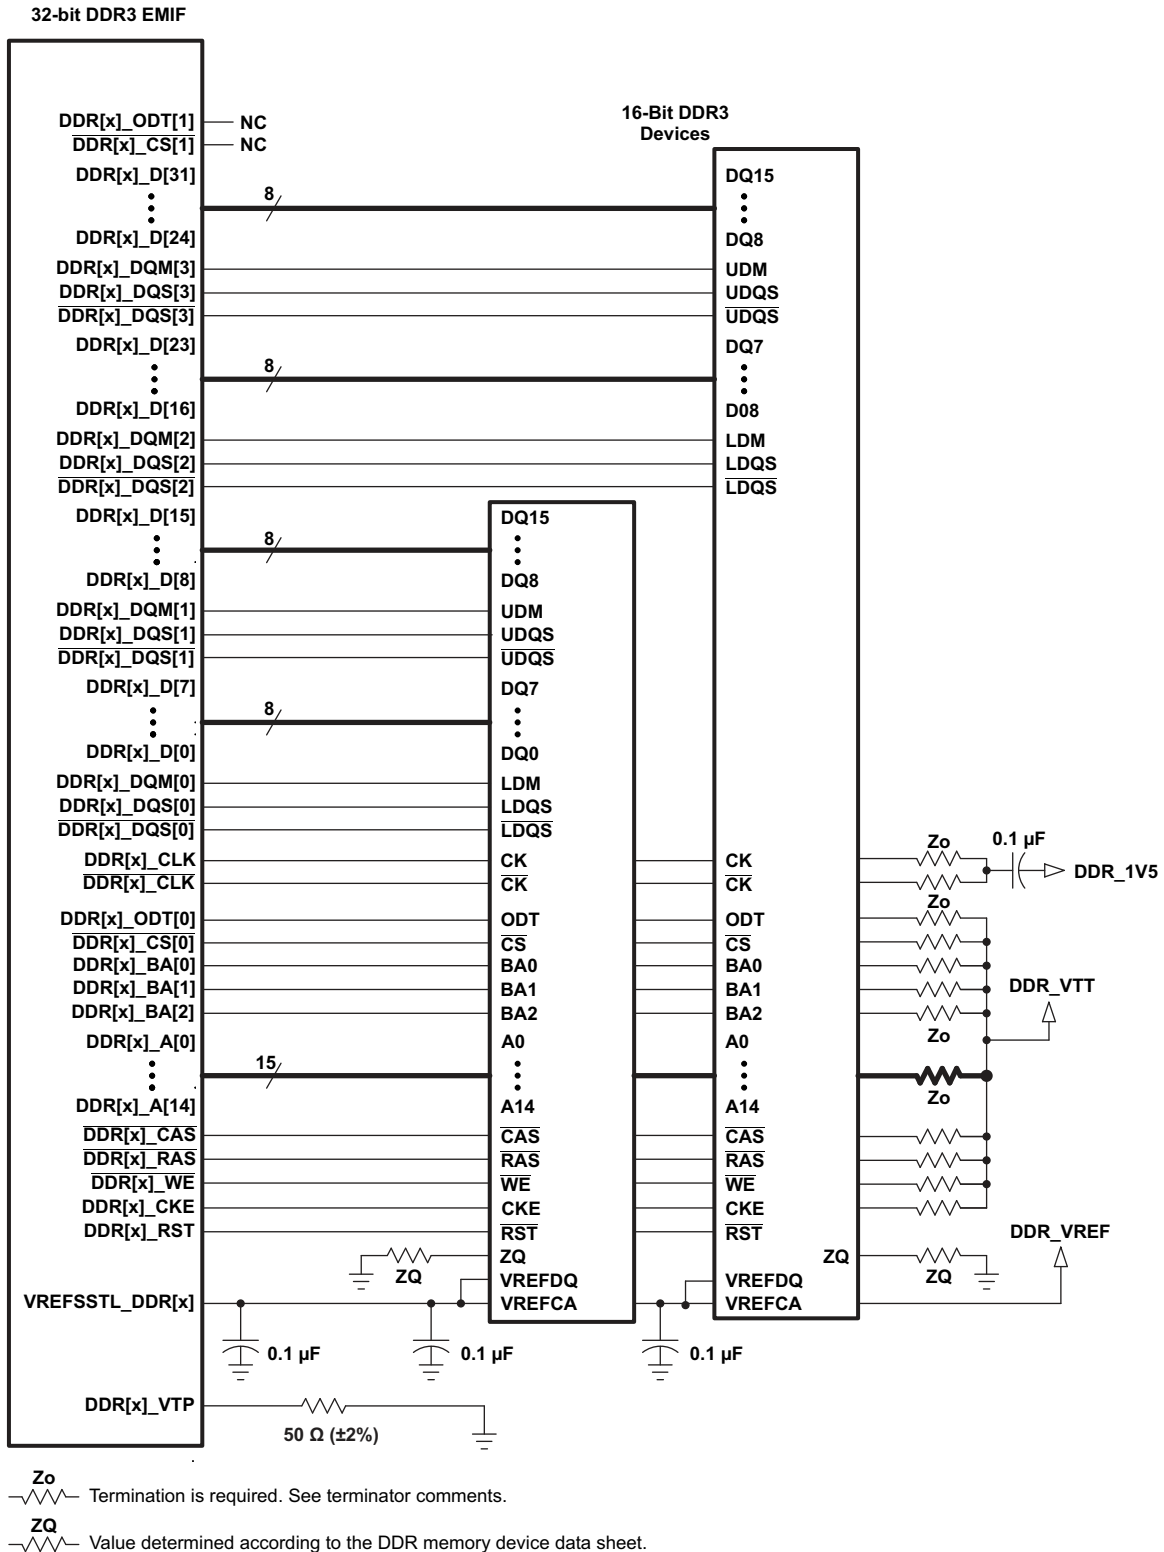 32-bit DDR3 EMIF
16-Bit DDR3
Devices
DDR[x]_ODT[1]
NC
DDR[x]_CS[1]
NC
DDR[x]_D[31]
8
DQ15
DDR[x]_D[24]
DQ8
DDR[x]_DQM[3]
UDM
DDR[x]_DQS[3]
UDQS
DDR[x]_DQS[3]
UDQS
DDR[x]_D[23]
8
DQ7
DDR[x]_D[16]
D08
DDR[x]_DQM[2]
LDM
DDR[x]_DQS[2]
LDQS
DDR[x]_DQS[2]
LDQS
DDR[x]_D[15]
8
DQ15
DDR[x]_D[8]
DQ8
DDR[x]_DQM[1]
UDM
DDR[x]_DQS[1]
UDQS
DDR[x]_DQS[1]
UDQS
DDR[x]_D[7]
8
DQ7
DDR[x]_D[0]
DQ0
DDR[x]_DQM[0]
LDM
DDR[x]_DQS[0]
LDQS
DDR[x]_DQS[0]
LDQS
Zo
0.1 µF
DDR[x]_CLK
CK
CK
DDR_1V5
DDR[x]_CLK
CK
CK
Zo
DDR[x]_ODT[0]
ODT
ODT
DDR[x]_CS[0]
CS
CS
DDR[x]_BA[0]
BA0
BA0
DDR[x]_BA[1]
BA1
BA1
DDR_VTT
DDR[x]_BA[2]
BA2
BA2
Zo
DDR[x]_A[0]
15
A0
A0
Zo
DDR[x]_A[14]
A14
A14
DDR[x]_CAS
CAS
CAS
DDR[x]_RAS
RAS
RAS
DDR[x]_WE
WE
WE
DDR[x]_CKE
CKE
CKE
DDR[x]_RST
RST
RST
DDR_VREF
ZQ
ZQ
ZQ
ZQ
VREFDQ
VREFDQ
VREFSSTL_DDR[x]
VREFCA
VREFCA
0.1 µF
0.1 µF
0.1 µF
DDR[x]_VTP
50 Ω (±2%)
Zo
Termination is required. See terminator comments.
ZQ
Value determined according to the DDR memory device data sheet.